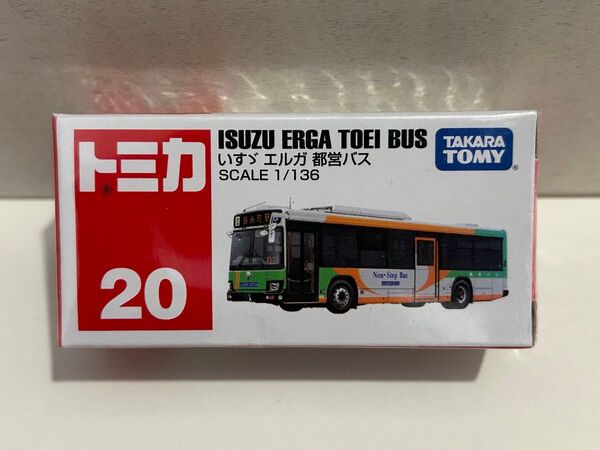 トミカ
®
20
ISUZU ERGA TOEI BUS
いすゞ エルガ 都営バス
SCALE 1/136
TAKARA
TOMY
®
Non-Step Bus